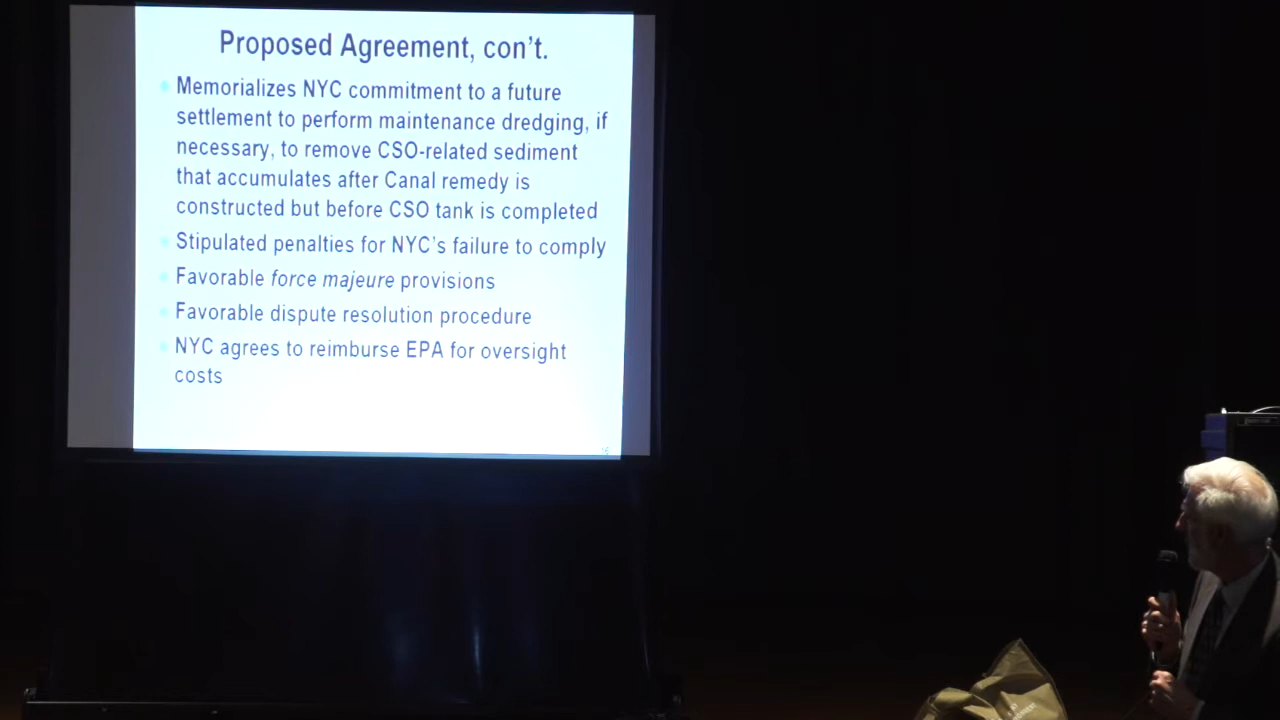 Proposed Agreement, con't.
Memorializes NYC commitment to a future
settlement to perform maintenance dredging, if
necessary, to remove CSO-related sediment
that accumulates after Canal remedy is
constructed but before CSO tank is completed
Stipulated penalties for NYC's failure to comply
Favorable force majeure provisions
Favorable dispute resolution procedure
NYC agrees to reimburse EPA for oversight
costs